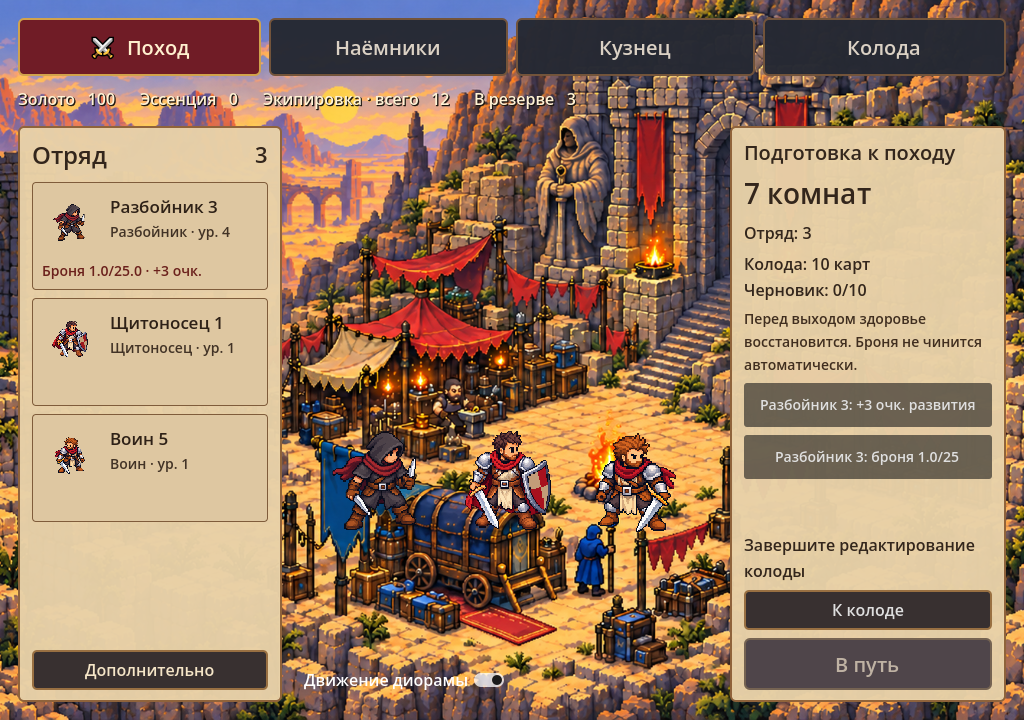 Поход
Наёмники
Кузнец
Колода
Золото 100 Эссенция 0 Экипировка · всего 12 В резерве 3
Отряд 3
Разбойник 3
Разбойник · ур. 4
Броня 1.0/25.0 · +3 очк.
Щитоносец 1
Щитоносец · ур. 1
Воин 5
Воин · ур. 1
Дополнительно
Движение диорамы
Подготовка к походу
7 комнат
Отряд: 3
Колода: 10 карт
Черновик: 0/10
Перед выходом здоровье
восстановится. Броня не чинится
автоматически.
Разбойник 3: +3 очк. развития
Разбойник 3: броня 1.0/25
Завершите редактирование
колоды
К колоде
В путь